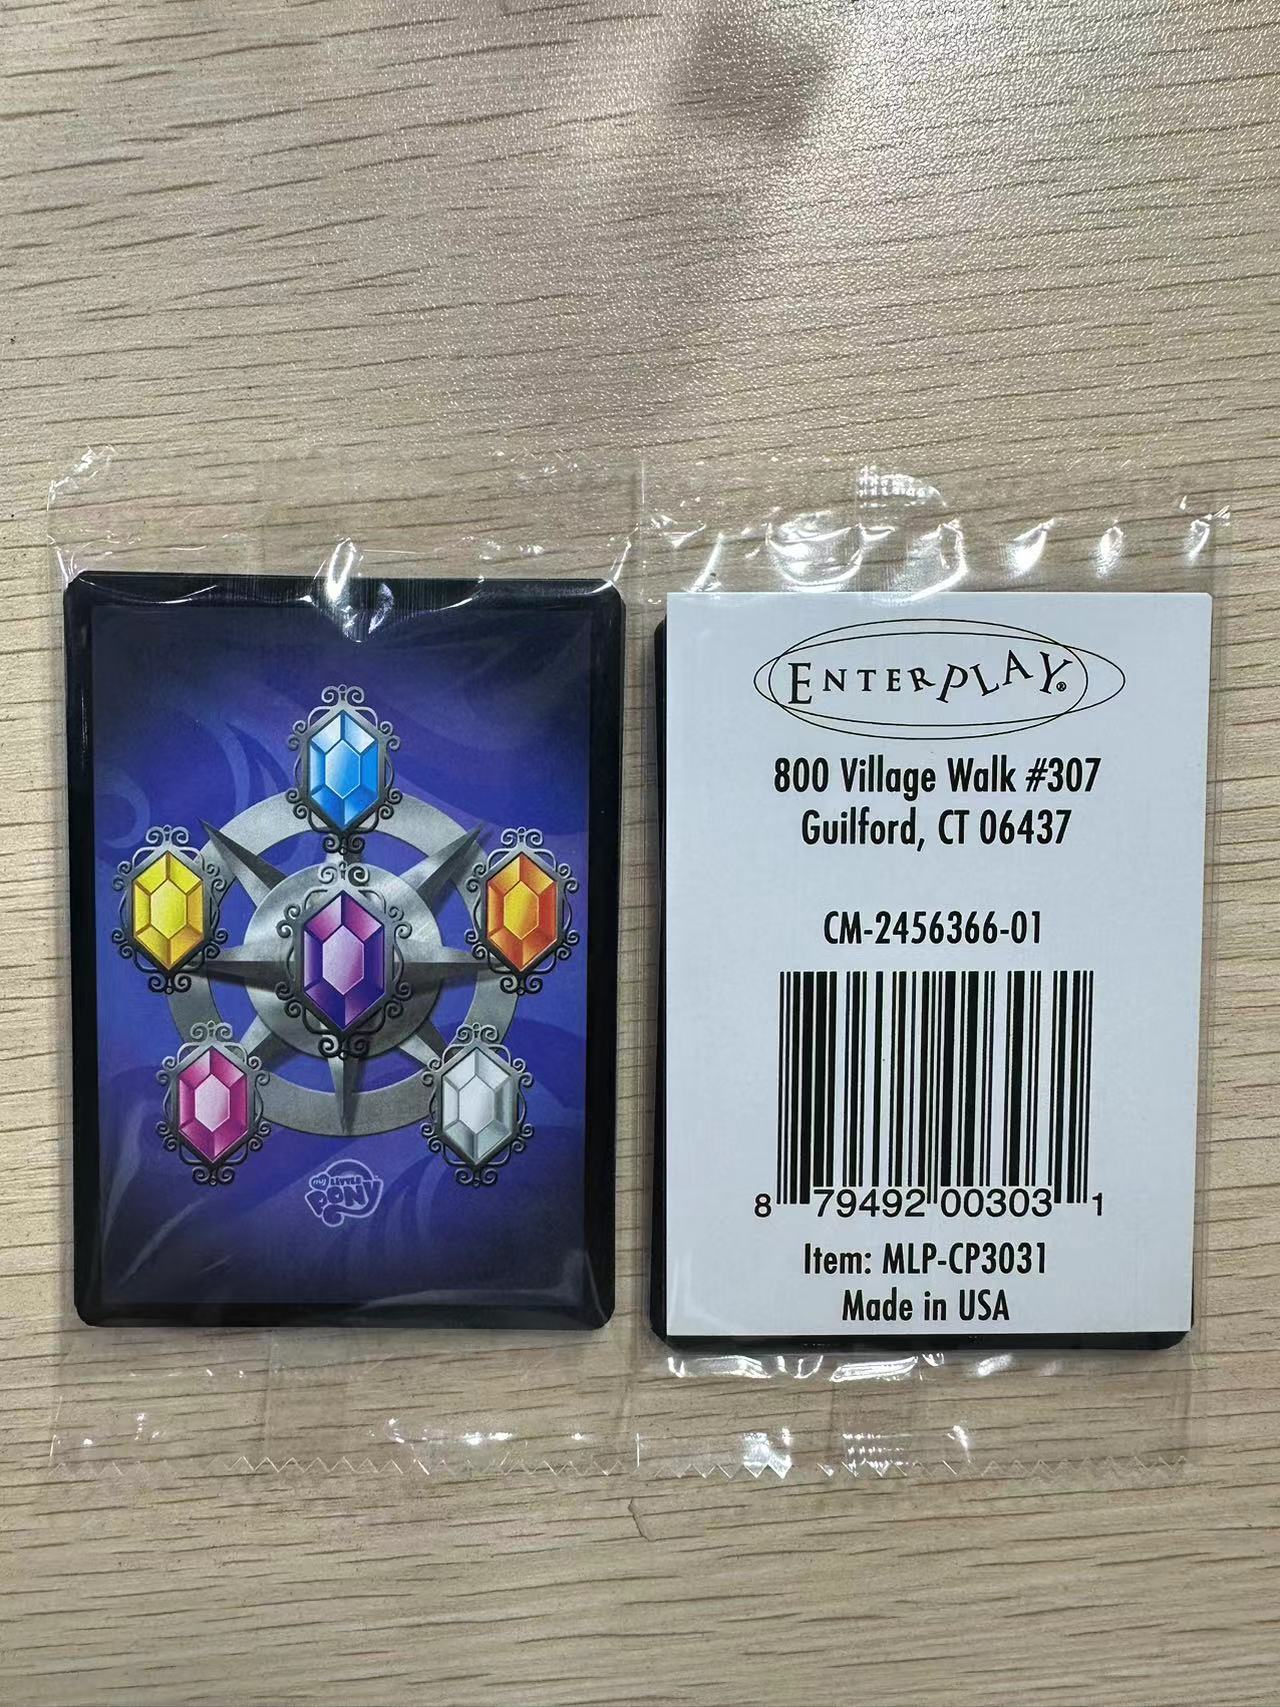 MY LITTLE
PONY
ENTERPLAY®
800 Village Walk #307
Guilford, CT 06437
CM-2456366-01
8 79492 00303 1
Item: MLP-CP3031
Made in USA